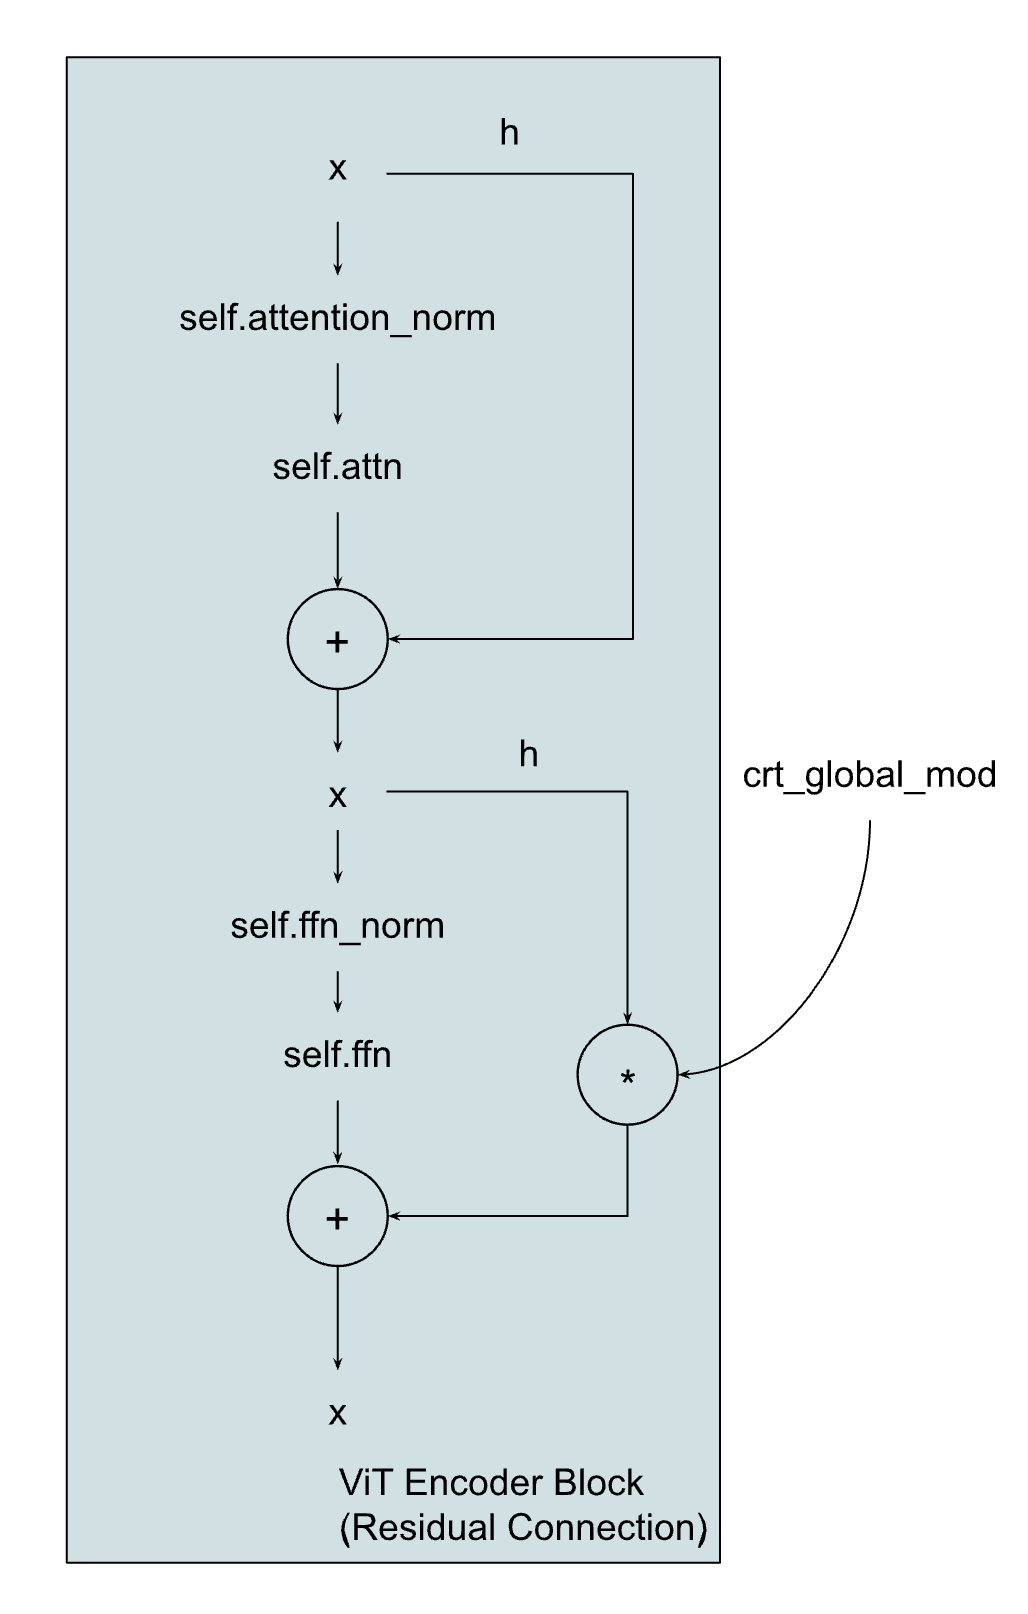 h
x
self.attention_norm
self.attn
+
h
x
crt_global_mod
self.ffn_norm
self.ffn
*
+
x
ViT Encoder Block
(Residual Connection)